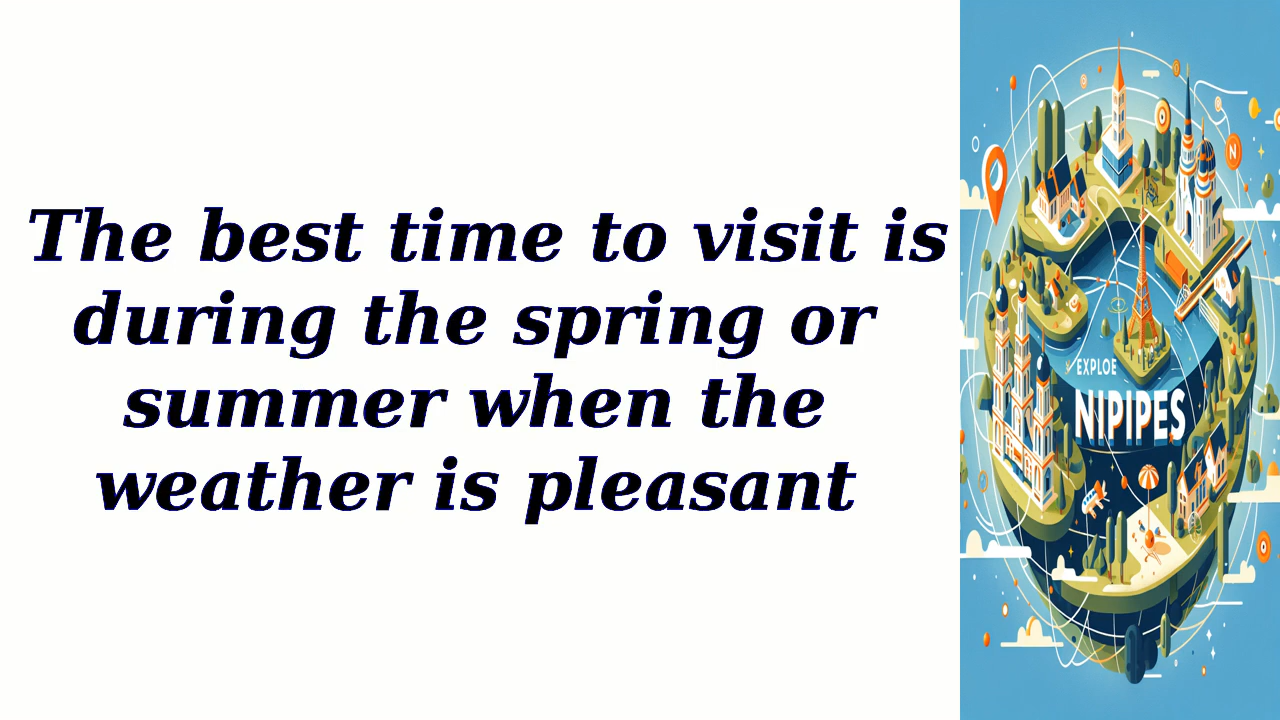 The best time to visit is
during the spring or
summer when the
weather is pleasant
EXPLOE
NIPIPES
N